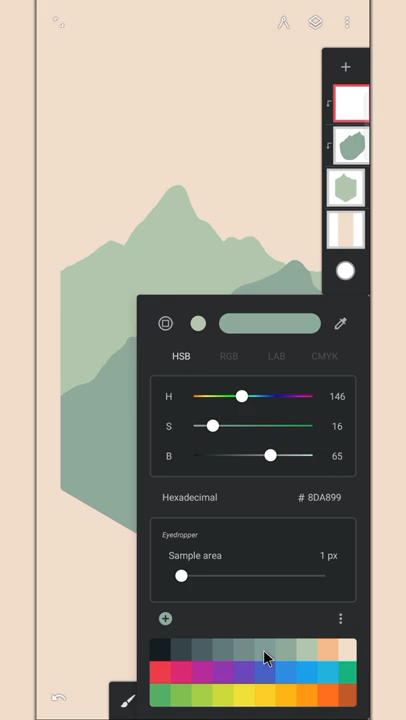 HSB RGB LAB CMYK
H 146
S 16
B 65
Hexadecimal # 8DA899
Eyedropper
Sample area 1 px